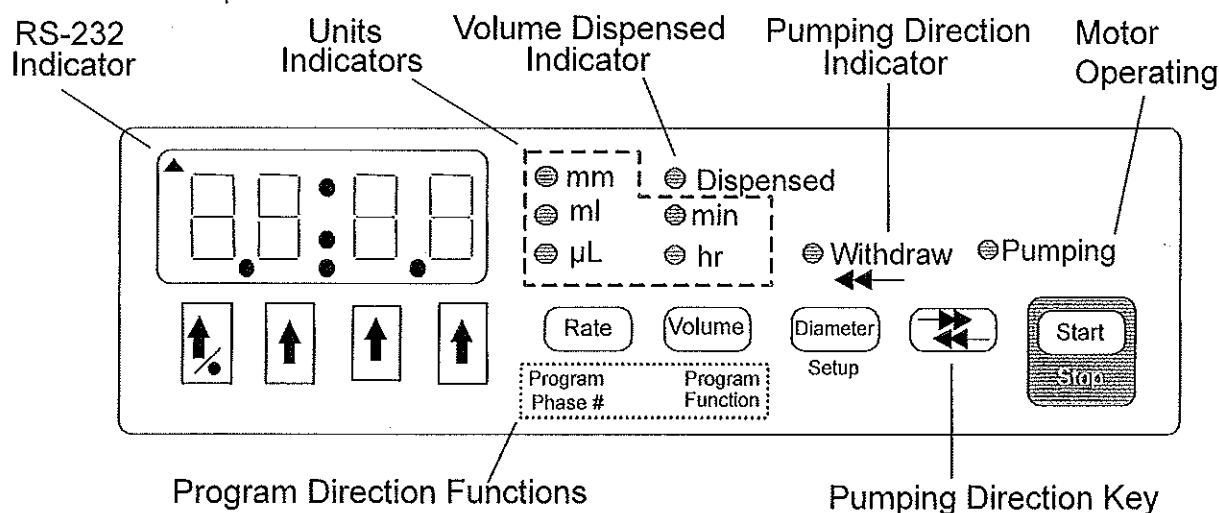 RS-232
Indicator
Units
Indicators
Volume Dispensed
Indicator
Pumping Direction
Indicator
Motor
Operating
mm
Dispensed
ml
min
µL
hr
Withdraw
Pumping
Rate
Volume
Diameter
Start
Setup
Stop
Program
Phase #
Program
Function
Program Direction Functions
Pumping Direction Key